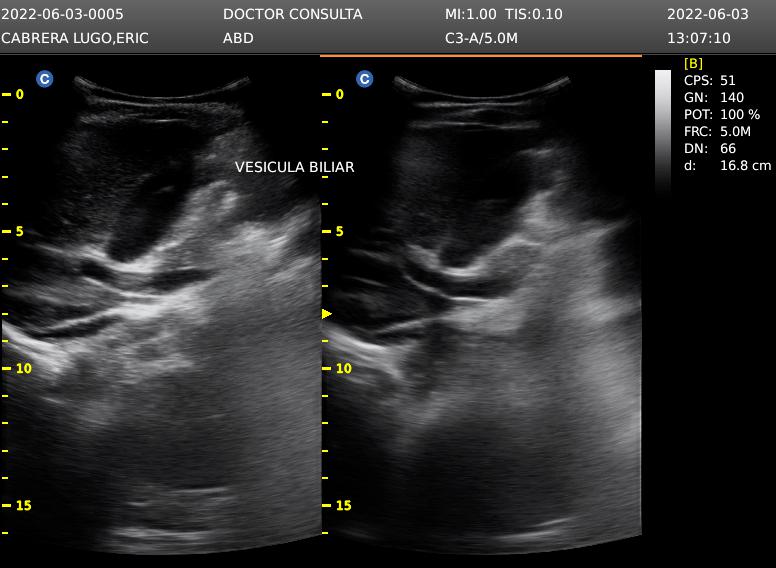 2022-06-03-0005 DOCTOR CONSULTA MI:1.00 TIS:0.10 2022-06-03
CABRERA LUGO,ERIC ABD C3-A/5.0M 13:07:10
C C
[B]
CPS: 51
GN: 140
POT: 100 %
FRC: 5.0M
DN: 66
d: 16.8 cm
VESICULA BILIAR
0 0
5 5
10 10
15 15